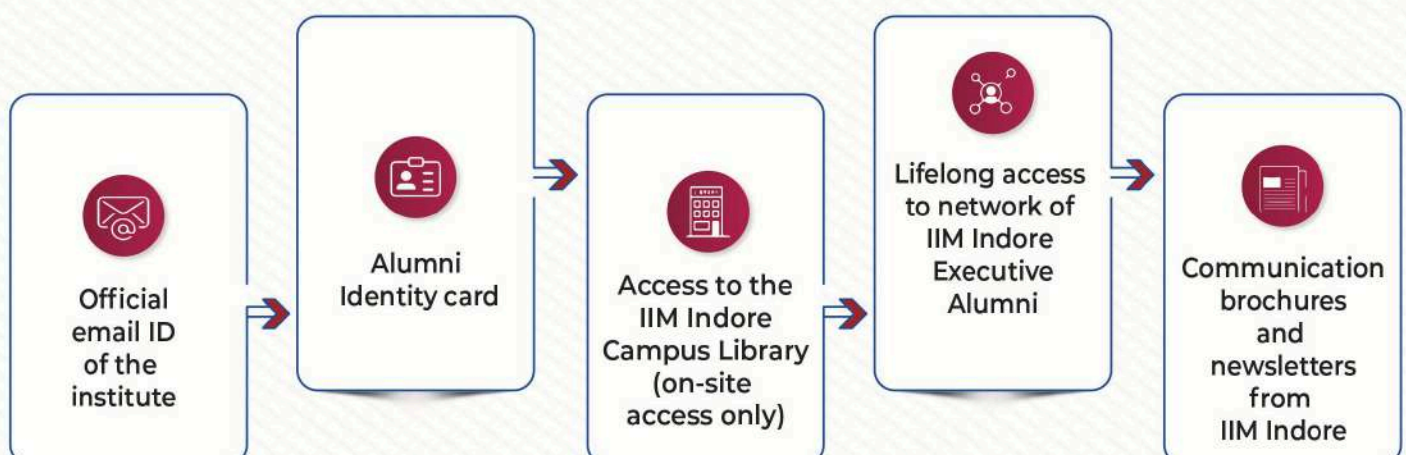 Official
email ID
of the
institute
Alumni
Identity card
Access to the
IIM Indore
Campus Library
(on-site
access only)
Lifelong access
to network of
IIM Indore
Executive
Alumni
Communication
brochures
and
newsletters
from
IIM Indore